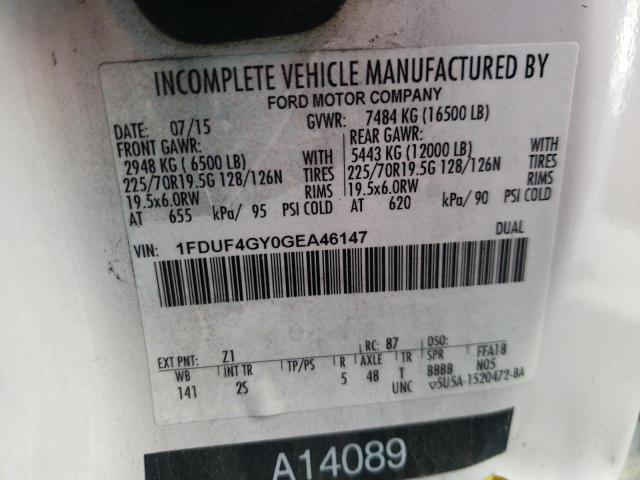 INCOMPLETE VEHICLE MANUFACTURED BY
FORD MOTOR COMPANY
DATE: 07/15 GVWR: 7484 KG (16500 LB)
FRONT GAWR: REAR GAWR:
2948 KG ( 6500 LB) WITH 5443 KG (12000 LB) WITH
225/70R19.5G 128/126N TIRES 225/70R19.5G 128/126N TIRES
19.5x6.0RW RIMS 19.5x6.0RW RIMS
AT 655 kPa/ 95 PSI COLD AT 620 kPa/ 90 PSI COLD
VIN: 1FDUF4GY0GEA46147 DUAL
EXT PNT: Z1 RC: 87 DSO:
WB INT TR TP/PS R AXLE TR SPR FFA18
141 2S 5 48 T BBBB N05
UNC ▽5U5A-1520472-BA
A14089